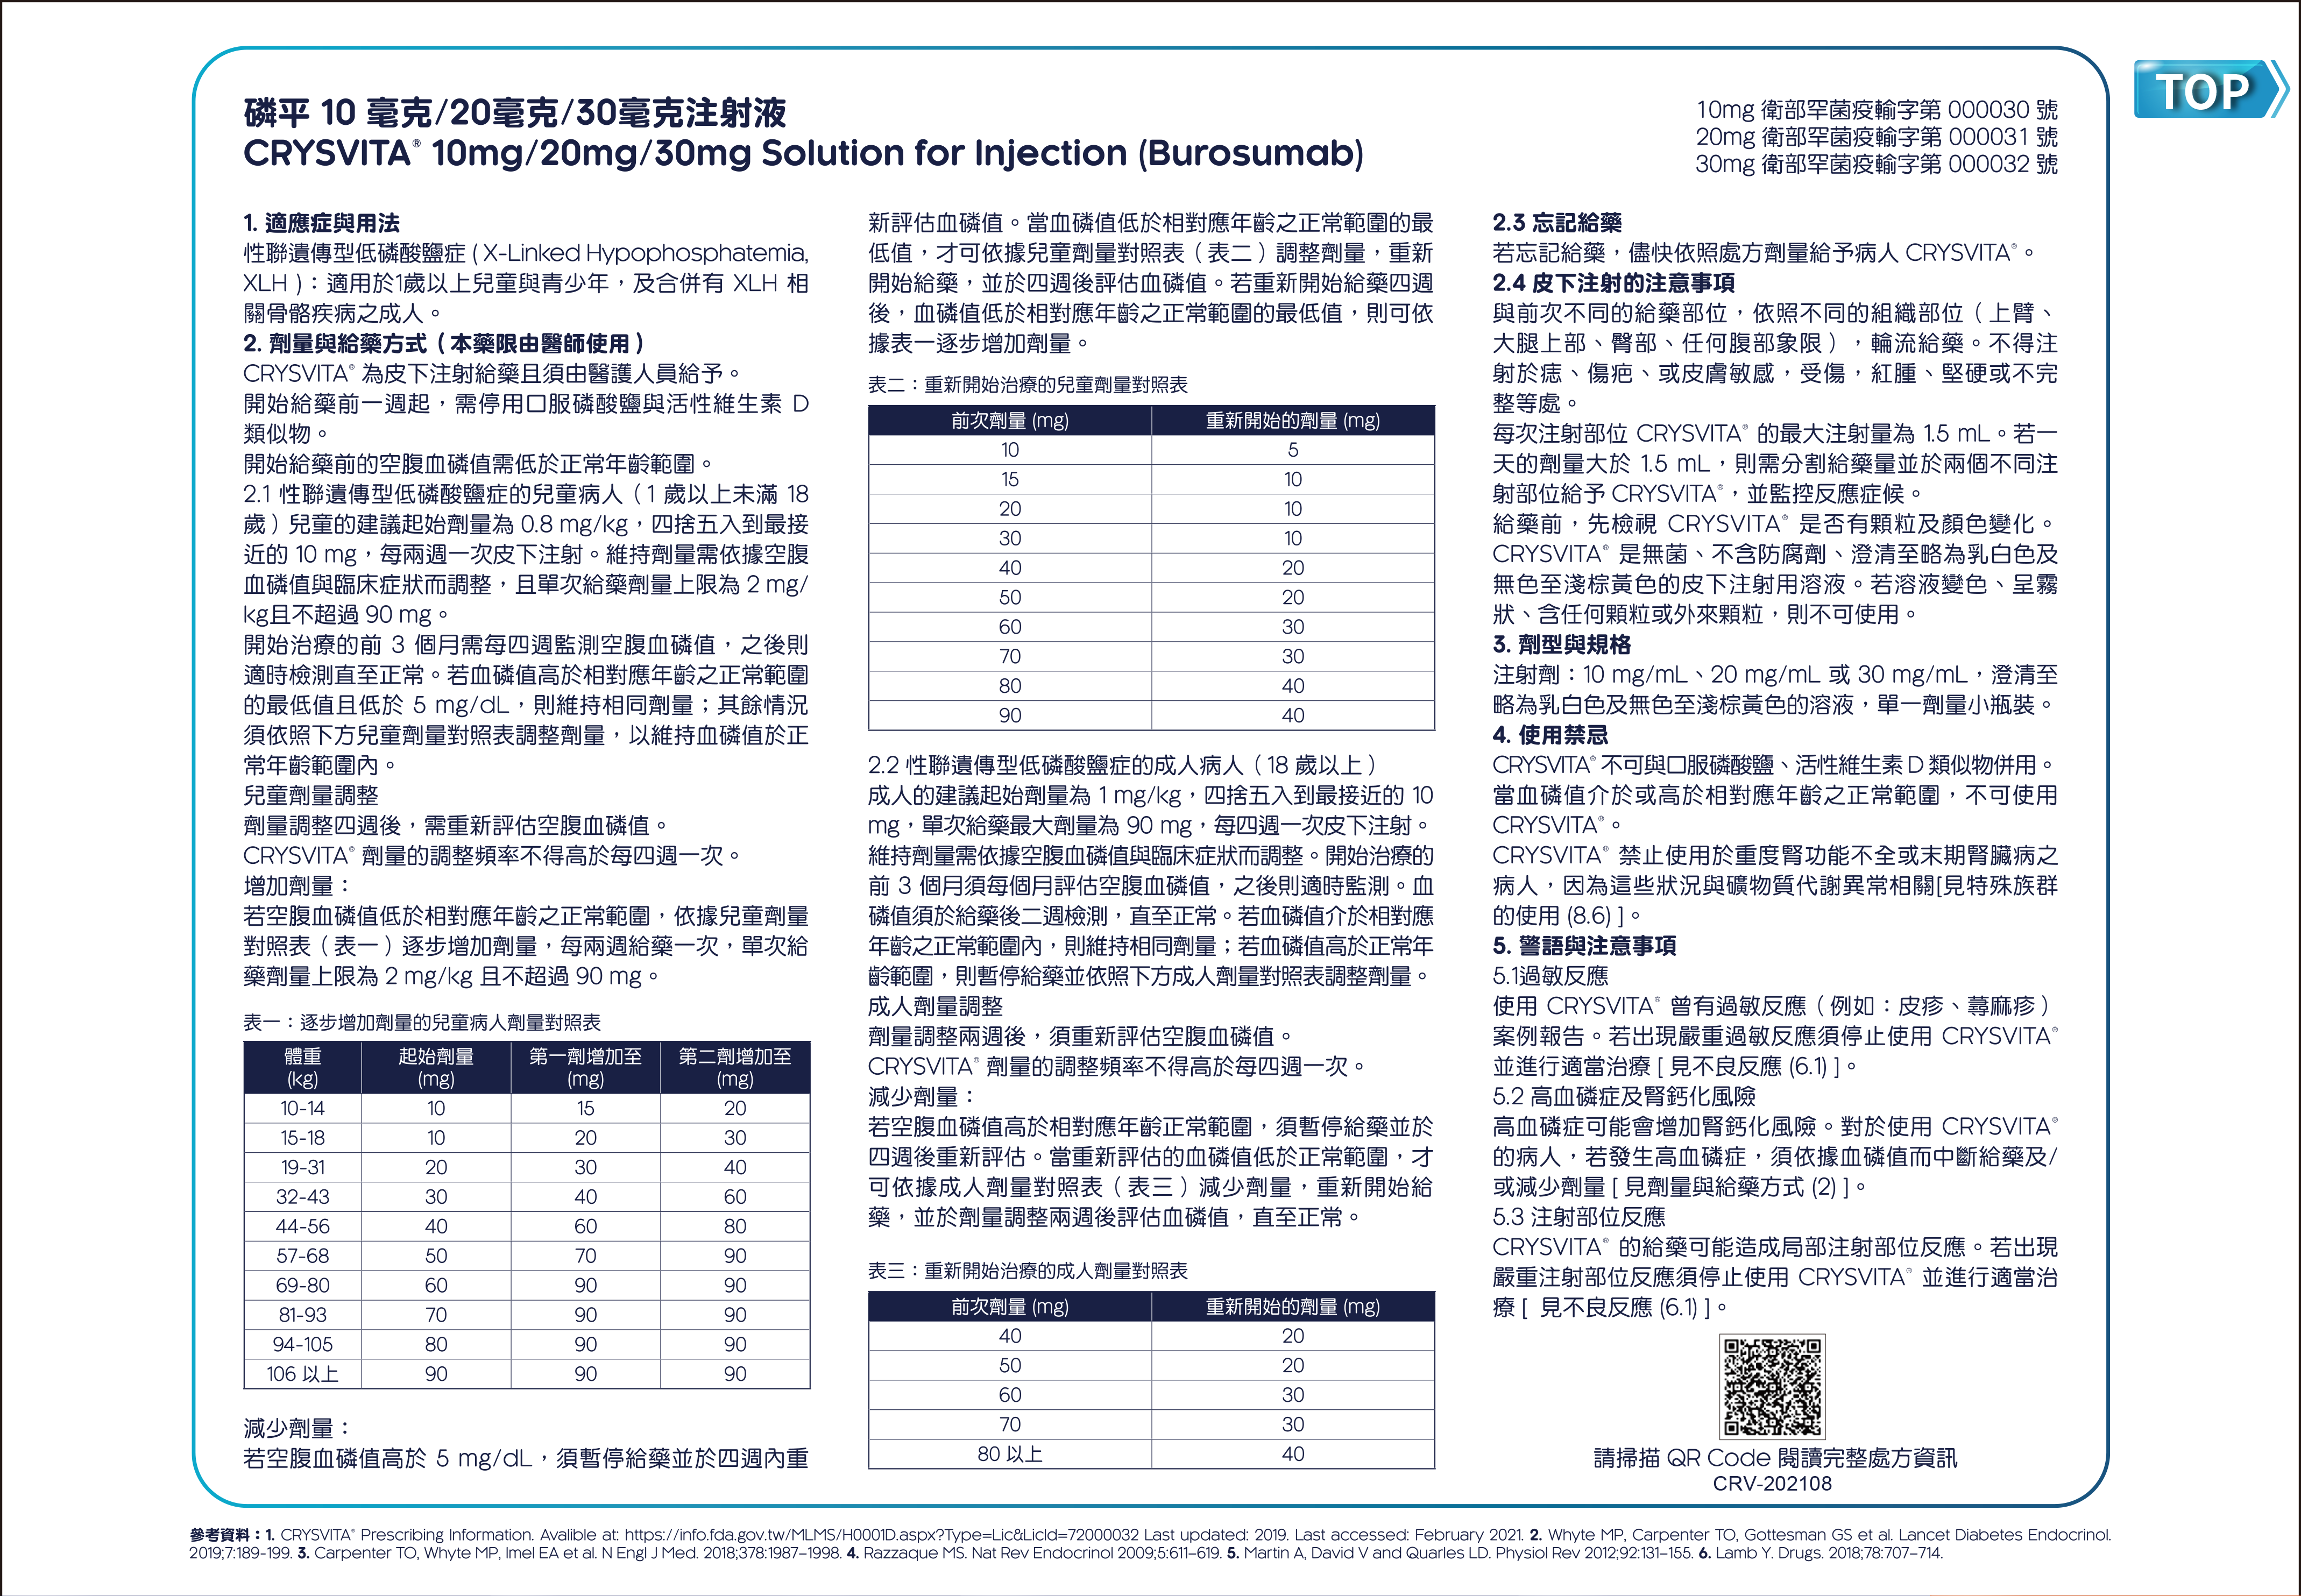 磷平 10 毫克/20毫克/30毫克注射液
CRYSVITA® 10mg/20mg/30mg Solution for Injection (Burosumab)
10mg 衛部罕菌疫輸字第 000030 號
20mg 衛部罕菌疫輸字第 000031 號
30mg 衛部罕菌疫輸字第 000032 號
TOP
1. 適應症與用法
性聯遺傳型低磷酸鹽症 ( X-Linked Hypophosphatemia,
XLH )：適用於1歲以上兒童與青少年，及合併有 XLH 相
關骨骼疾病之成人。
2. 劑量與給藥方式（本藥限由醫師使用）
CRYSVITA® 為皮下注射給藥且須由醫護人員給予。
開始給藥前一週起，需停用口服磷酸鹽與活性維生素 D
類似物。
開始給藥前的空腹血磷值需低於正常年齡範圍。
2.1 性聯遺傳型低磷酸鹽症的兒童病人（1 歲以上未滿 18
歲）兒童的建議起始劑量為 0.8 mg/kg，四捨五入到最接
近的 10 mg，每兩週一次皮下注射。維持劑量需依據空腹
血磷值與臨床症狀而調整，且單次給藥劑量上限為 2 mg/
kg且不超過 90 mg。
開始治療的前 3 個月需每四週監測空腹血磷值，之後則
適時檢測直至正常。若血磷值高於相對應年齡之正常範圍
的最低值且低於 5 mg/dL，則維持相同劑量；其餘情況
須依照下方兒童劑量對照表調整劑量，以維持血磷值於正
常年齡範圍內。
兒童劑量調整
劑量調整四週後，需重新評估空腹血磷值。
CRYSVITA® 劑量的調整頻率不得高於每四週一次。
增加劑量：
若空腹血磷值低於相對應年齡之正常範圍，依據兒童劑量
對照表（表一）逐步增加劑量，每兩週給藥一次，單次給
藥劑量上限為 2 mg/kg 且不超過 90 mg。
表一：逐步增加劑量的兒童病人劑量對照表
體重 起始劑量 第一劑增加至 第二劑增加至
(kg) (mg) (mg) (mg)
10-14 10 15 20
15-18 10 20 30
19-31 20 30 40
32-43 30 40 60
44-56 40 60 80
57-68 50 70 90
69-80 60 90 90
81-93 70 90 90
94-105 80 90 90
106 以上 90 90 90
減少劑量：
若空腹血磷值高於 5 mg/dL，須暫停給藥並於四週內重
新評估血磷值。當血磷值低於相對應年齡之正常範圍的最
低值，才可依據兒童劑量對照表（表二）調整劑量，重新
開始給藥，並於四週後評估血磷值。若重新開始給藥四週
後，血磷值低於相對應年齡之正常範圍的最低值，則可依
據表一逐步增加劑量。
表二：重新開始治療的兒童劑量對照表
前次劑量 (mg) 重新開始的劑量 (mg)
10 5
15 10
20 10
30 10
40 20
50 20
60 30
70 30
80 40
90 40
2.2 性聯遺傳型低磷酸鹽症的成人病人（18 歲以上）
成人的建議起始劑量為 1 mg/kg，四捨五入到最接近的 10
mg，單次給藥最大劑量為 90 mg，每四週一次皮下注射。
維持劑量需依據空腹血磷值與臨床症狀而調整。開始治療的
前 3 個月須每個月評估空腹血磷值，之後則適時監測。血
磷值須於給藥後二週檢測，直至正常。若血磷值介於相對應
年齡之正常範圍內，則維持相同劑量；若血磷值高於正常年
齡範圍，則暫停給藥並依照下方成人劑量對照表調整劑量。
成人劑量調整
劑量調整兩週後，須重新評估空腹血磷值。
CRYSVITA® 劑量的調整頻率不得高於每四週一次。
減少劑量：
若空腹血磷值高於相對應年齡正常範圍，須暫停給藥並於
四週後重新評估。當重新評估的血磷值低於正常範圍，才
可依據成人劑量對照表（表三）減少劑量，重新開始給
藥，並於劑量調整兩週後評估血磷值，直至正常。
表三：重新開始治療的成人劑量對照表
前次劑量 (mg) 重新開始的劑量 (mg)
40 20
50 20
60 30
70 30
80 以上 40
2.3 忘記給藥
若忘記給藥，儘快依照處方劑量給予病人 CRYSVITA®。
2.4 皮下注射的注意事項
與前次不同的給藥部位，依照不同的組織部位（上臂、
大腿上部、臀部、任何腹部象限），輪流給藥。不得注
射於痣、傷疤、或皮膚敏感，受傷，紅腫、堅硬或不完
整等處。
每次注射部位 CRYSVITA® 的最大注射量為 1.5 mL。若一
天的劑量大於 1.5 mL，則需分割給藥量並於兩個不同注
射部位給予 CRYSVITA®，並監控反應症候。
給藥前，先檢視 CRYSVITA® 是否有顆粒及顏色變化。
CRYSVITA® 是無菌、不含防腐劑、澄清至略為乳白色及
無色至淺棕黃色的皮下注射用溶液。若溶液變色、呈霧
狀、含任何顆粒或外來顆粒，則不可使用。
3. 劑型與規格
注射劑：10 mg/mL、20 mg/mL 或 30 mg/mL，澄清至
略為乳白色及無色至淺棕黃色的溶液，單一劑量小瓶裝。
4. 使用禁忌
CRYSVITA® 不可與口服磷酸鹽、活性維生素 D 類似物併用。
當血磷值介於或高於相對應年齡之正常範圍，不可使用
CRYSVITA®。
CRYSVITA® 禁止使用於重度腎功能不全或末期腎臟病之
病人，因為這些狀況與礦物質代謝異常相關[見特殊族群
的使用 (8.6) ]。
5. 警語與注意事項
5.1過敏反應
使用 CRYSVITA® 曾有過敏反應（例如：皮疹、蕁麻疹）
案例報告。若出現嚴重過敏反應須停止使用 CRYSVITA®
並進行適當治療 [ 見不良反應 (6.1) ]。
5.2 高血磷症及腎鈣化風險
高血磷症可能會增加腎鈣化風險。對於使用 CRYSVITA®
的病人，若發生高血磷症，須依據血磷值而中斷給藥及/
或減少劑量 [ 見劑量與給藥方式 (2) ]。
5.3 注射部位反應
CRYSVITA® 的給藥可能造成局部注射部位反應。若出現
嚴重注射部位反應須停止使用 CRYSVITA® 並進行適當治
療 [ 見不良反應 (6.1) ]。
請掃描 QR Code 閱讀完整處方資訊
CRV-202108
參考資料：1. CRYSVITA® Prescribing Information. Avalible at: https://info.fda.gov.tw/MLMS/H0001D.aspx?Type=Lic&LicId=72000032 Last updated: 2019. Last accessed: February 2021. 2. Whyte MP, Carpenter TO, Gottesman GS et al. Lancet Diabetes Endocrinol.
2019;7:189-199. 3. Carpenter TO, Whyte MP, Imel EA et al. N Engl J Med. 2018;378:1987–1998. 4. Razzaque MS. Nat Rev Endocrinol 2009;5:611–619. 5. Martin A, David V and Quarles LD. Physiol Rev 2012;92:131–155. 6. Lamb Y. Drugs. 2018;78:707–714.